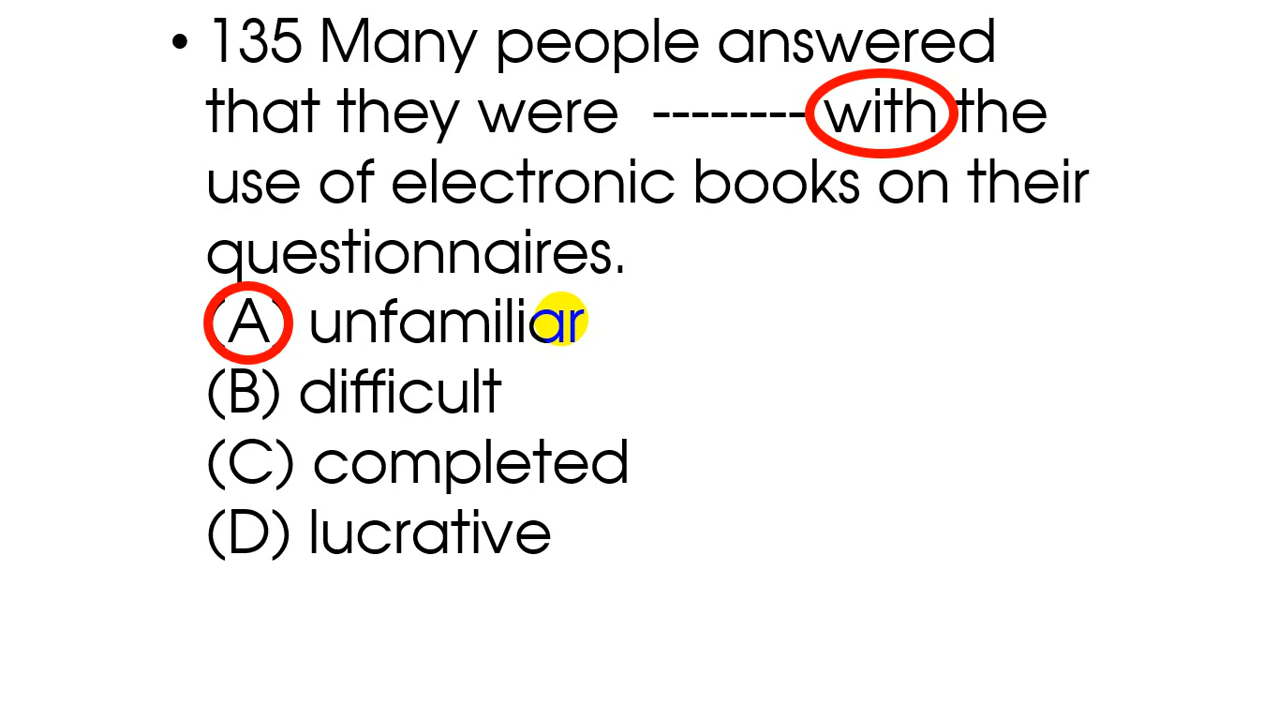 • 135 Many people answered
that they were -------- with the
use of electronic books on their
questionnaires.
(A) unfamiliar
(B) difficult
(C) completed
(D) lucrative